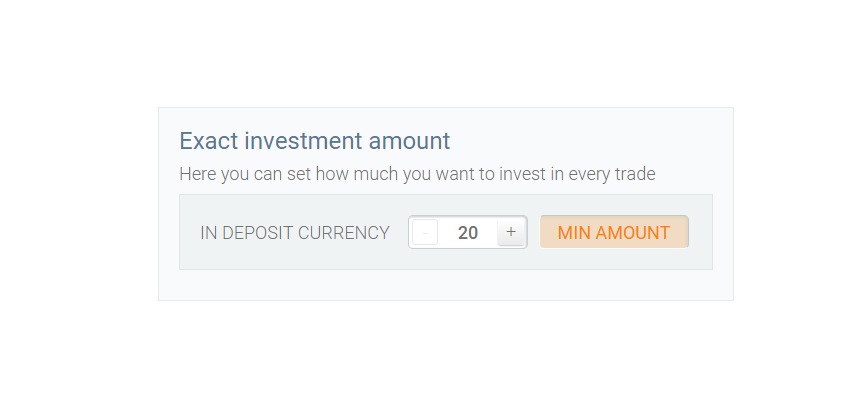 Exact investment amount
Here you can set how much you want to invest in every trade
IN DEPOSIT CURRENCY - 20 + MIN AMOUNT